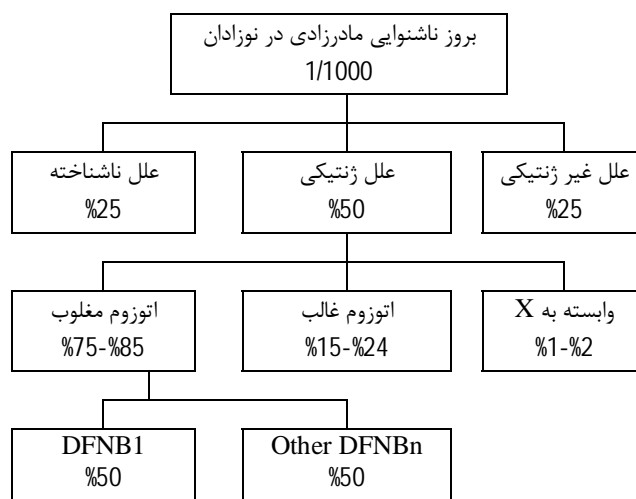 بروز ناشنوایی مادرزادی در نوزادان
1/1000
علل غیر ژنتیکی
%25
علل ژنتیکی
%50
علل ناشناخته
%25
وابسته به X
%1-%2
اتوزوم غالب
%15-%24
اتوزوم مغلوب
%75-%85
DFNB1
%50
Other DFNBn
%50